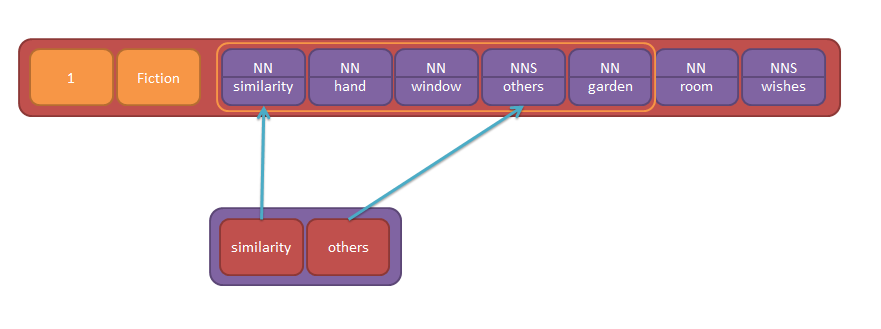 1
Fiction
NN
similarity
NN
hand
NN
window
NNS
others
NN
garden
NN
room
NNS
wishes
similarity
others